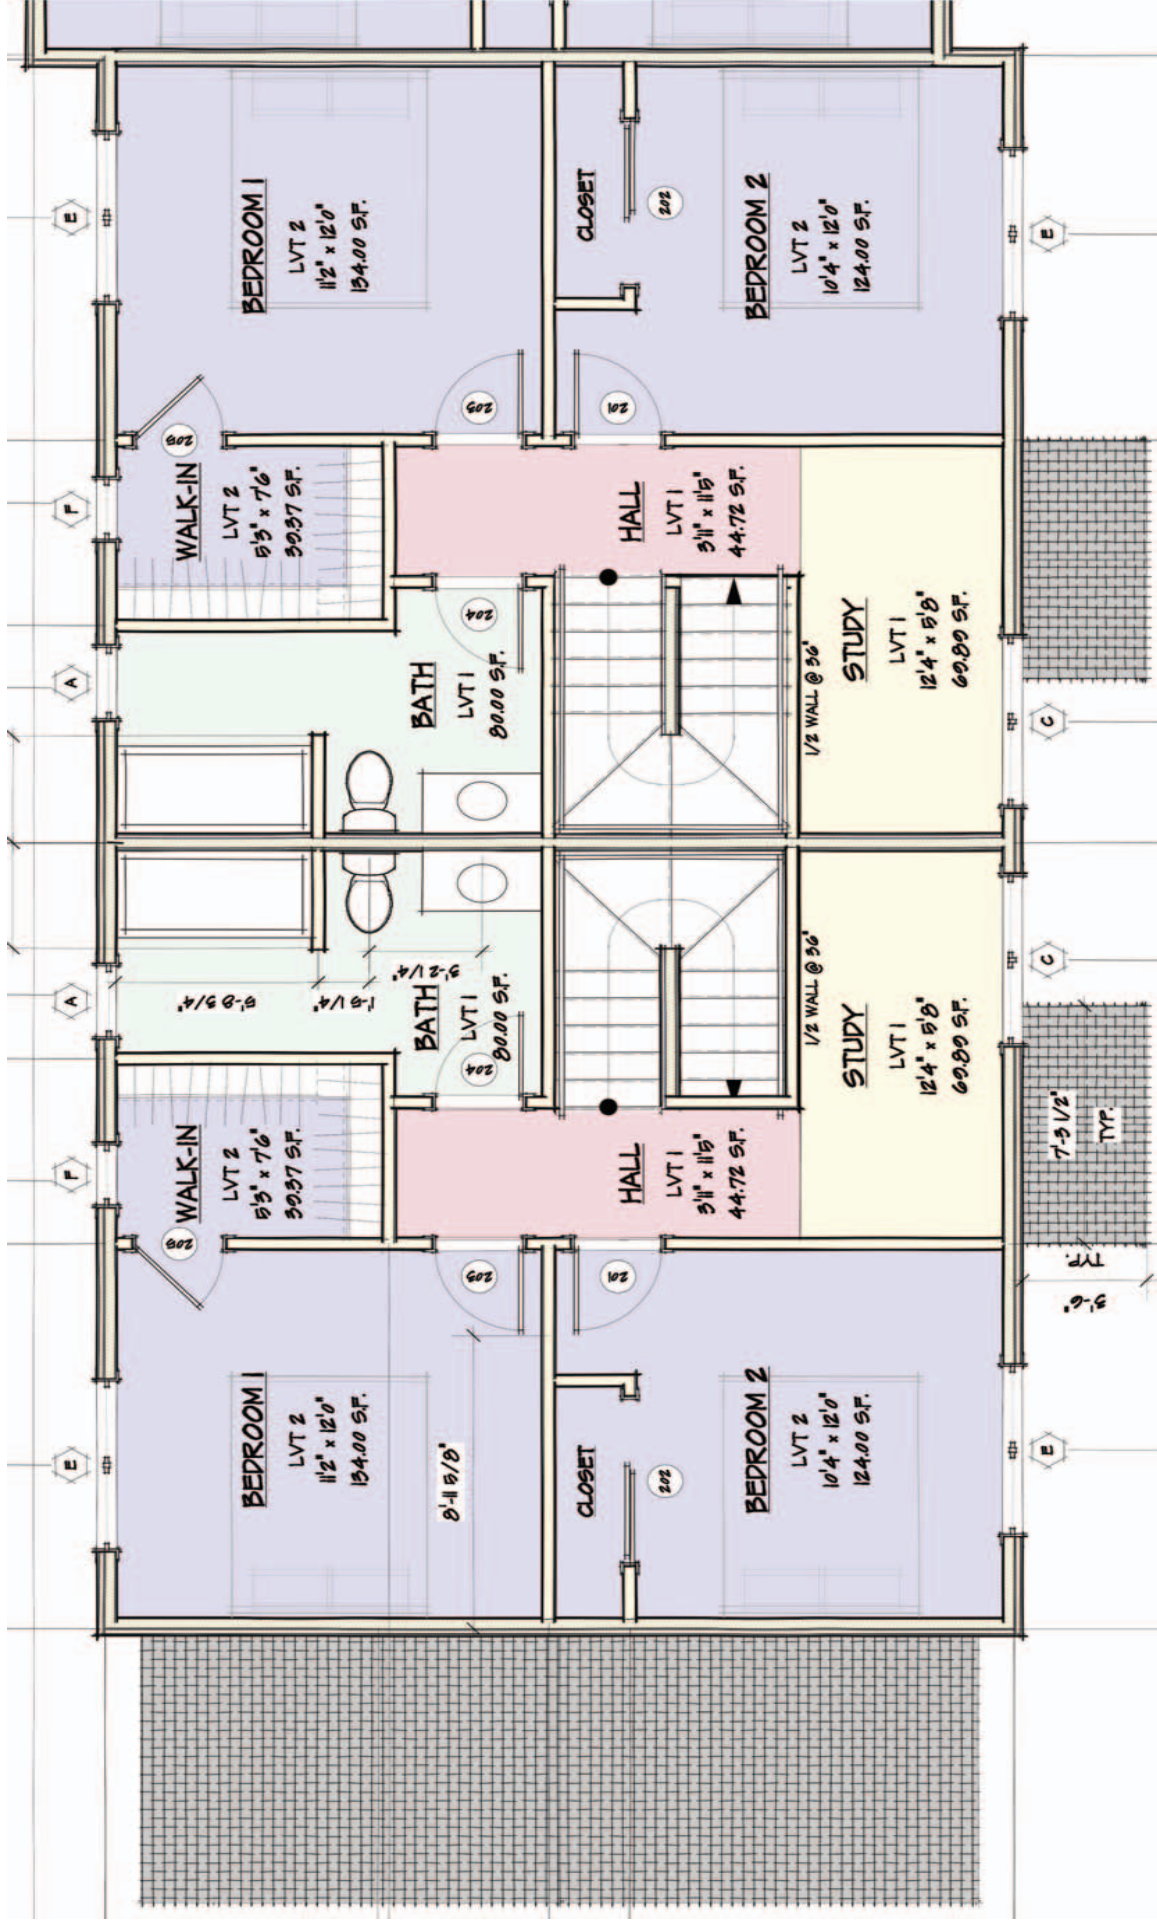 E
F
A
A
F
E
BEDROOM 1
LVT 2
11'2" x 12'0"
134.00 S.F.
203
205
WALK-IN
LVT 2
5'3" x 7'6"
39.37 S.F.
CLOSET
202
BEDROOM 2
LVT 2
10'4" x 12'0"
124.00 S.F.
201
E
HALL
LVT 1
3'11" x 11'5"
44.72 S.F.
204
BATH
LVT 1
80.00 S.F.
1/2 WALL @ 36"
STUDY
LVT 1
12'4" x 5'8"
69.89 S.F.
C
5'-8 3/4"
1'-5 1/4"
3'-2 1/4"
BATH
LVT 1
80.00 S.F.
204
1/2 WALL @ 36"
STUDY
LVT 1
12'4" x 5'8"
69.89 S.F.
C
WALK-IN
LVT 2
5'3" x 7'6"
39.37 S.F.
205
HALL
LVT 1
3'11" x 11'5"
44.72 S.F.
7'-3 1/2"
TYP.
3'-6"
TYP.
203
201
BEDROOM 1
LVT 2
11'2" x 12'0"
134.00 S.F.
8'-11 5/8"
CLOSET
202
BEDROOM 2
LVT 2
10'4" x 12'0"
124.00 S.F.
E